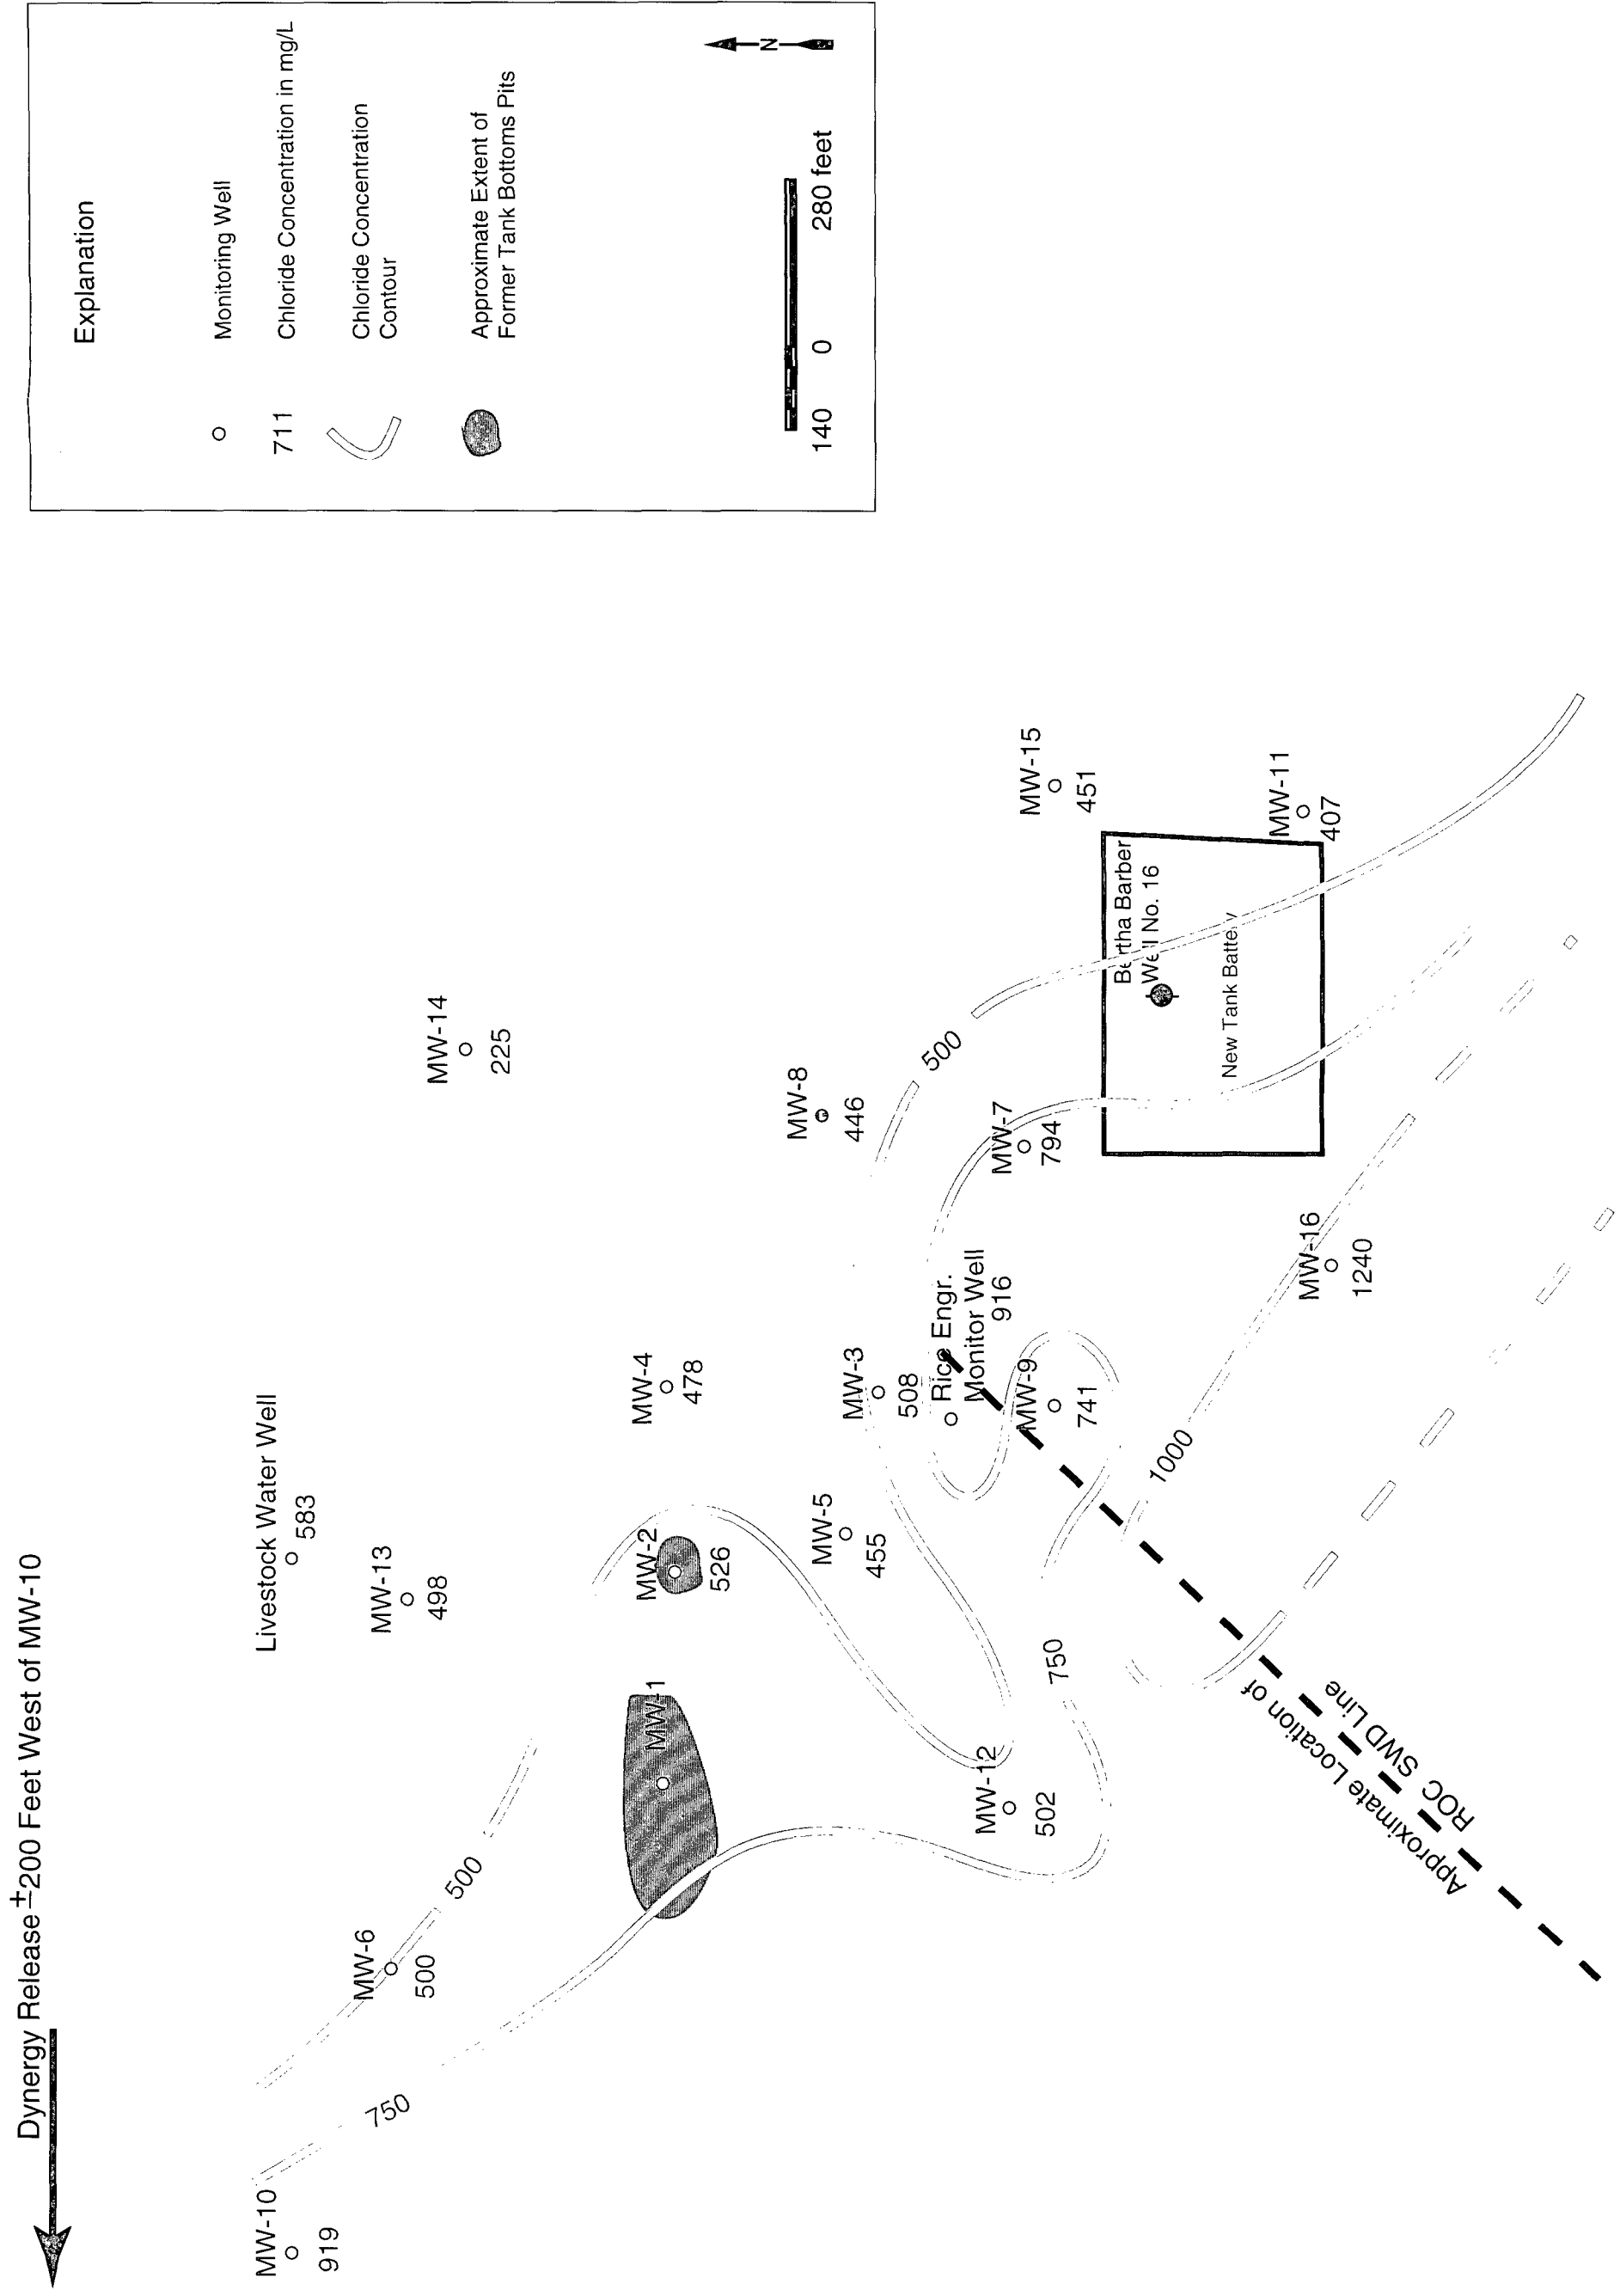 Dynergy Release ±200 Feet West of MW-10
Explanation
Monitoring Well
711
Chloride Concentration in mg/L
Chloride Concentration
Contour
Approximate Extent of
Former Tank Bottoms Pits
N
140
0
280 feet
MW-10
919
750
MW-6
500
500
Livestock Water Well
583
MW-13
498
MW-14
225
MW-1
MW-2
526
MW-4
478
MW-5
455
MW-3
508
MW-8
446
500
Rice Engr.
Monitor Well
916
MW-12
502
750
MW-9
741
MW-7
794
MW-15
451
Bertha Barber
Well No. 16
New Tank Battery
MW-11
407
1000
MW-16
1240
Approximate Location of
ROC SWD Line